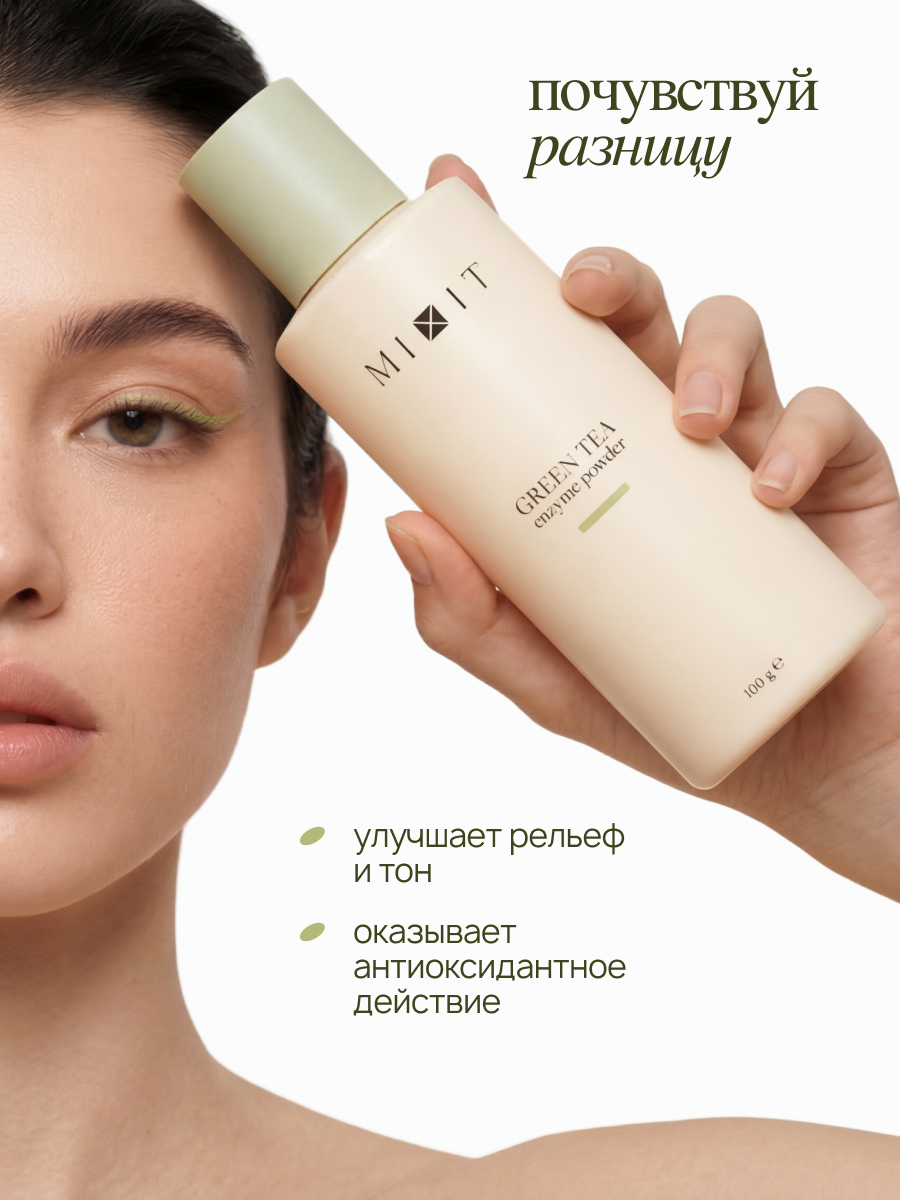 почувствуй
разницу
MIXIT
GREEN TEA
enzyme powder
100 g ℮
улучшает рельеф
и тон
оказывает
антиоксидантное
действие